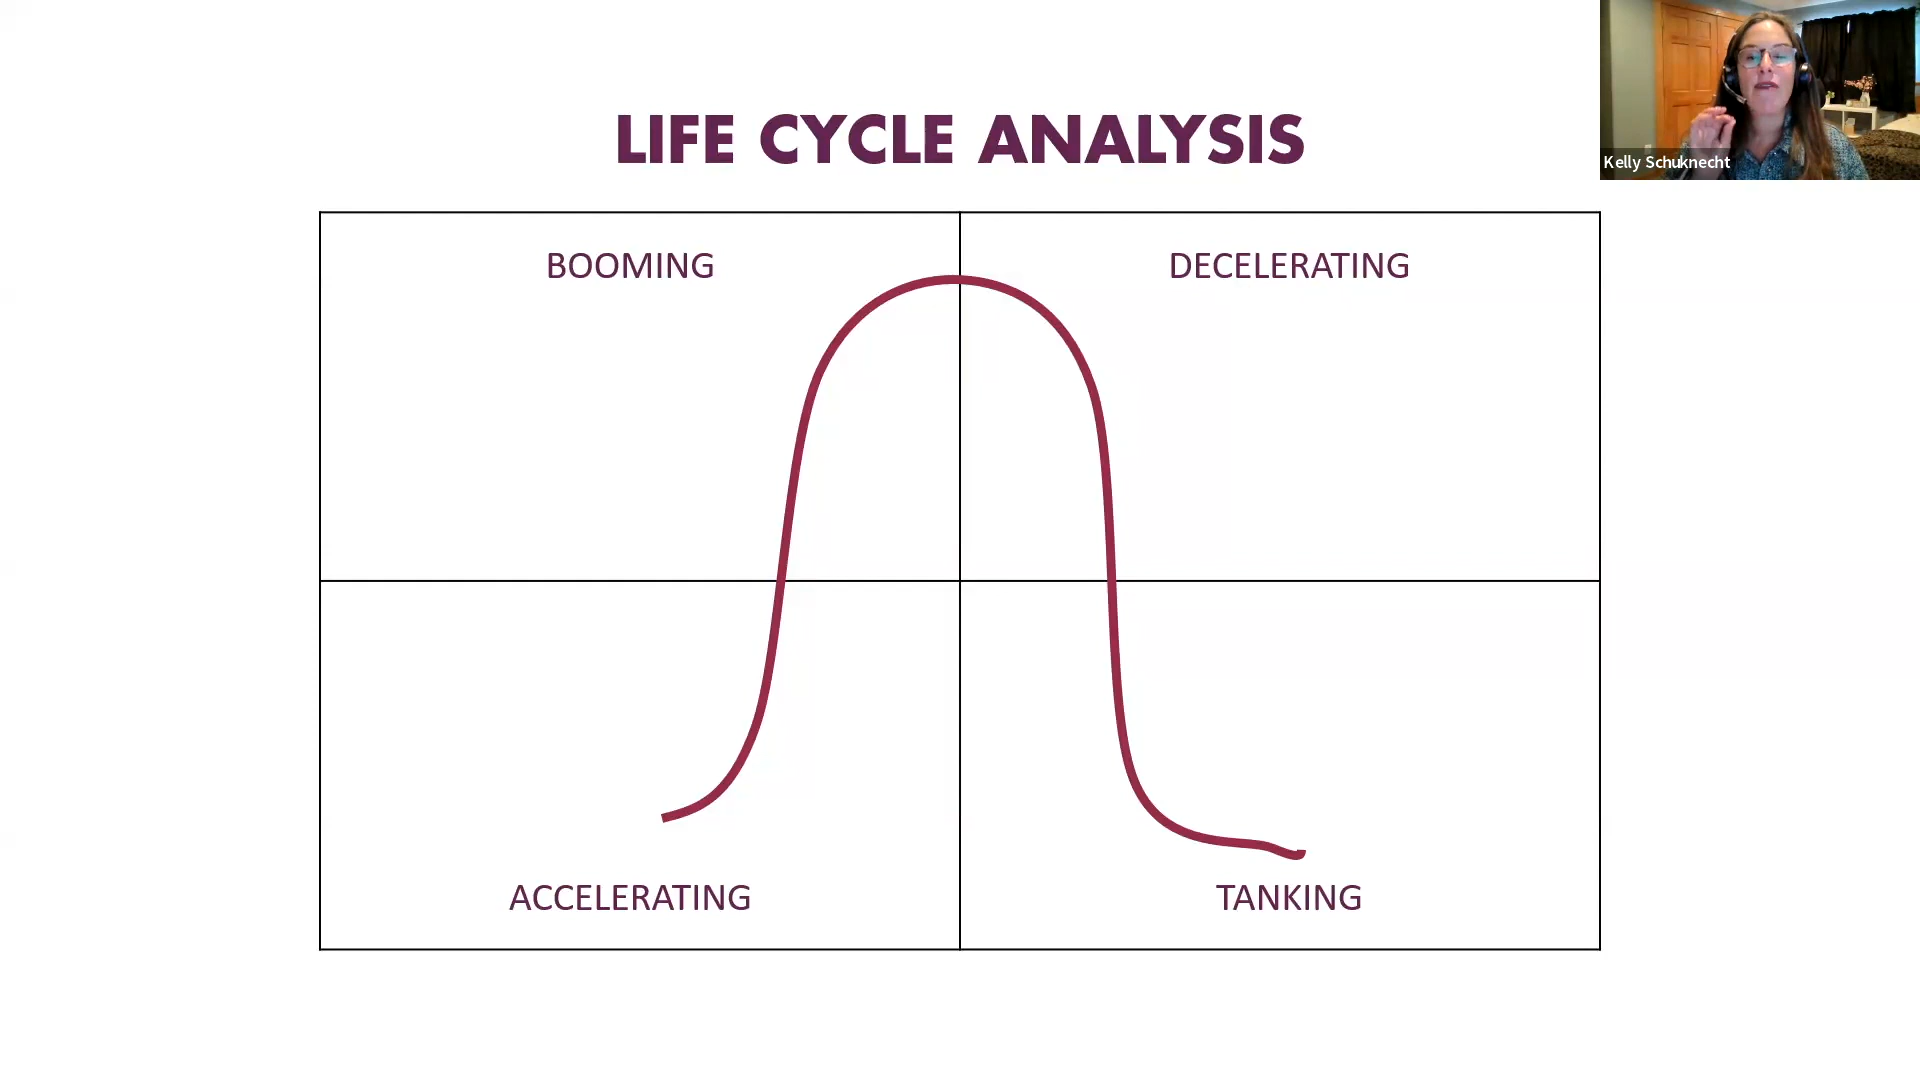 LIFE CYCLE ANALYSIS
Kelly Schuknecht
BOOMING
DECELERATING
ACCELERATING
TANKING